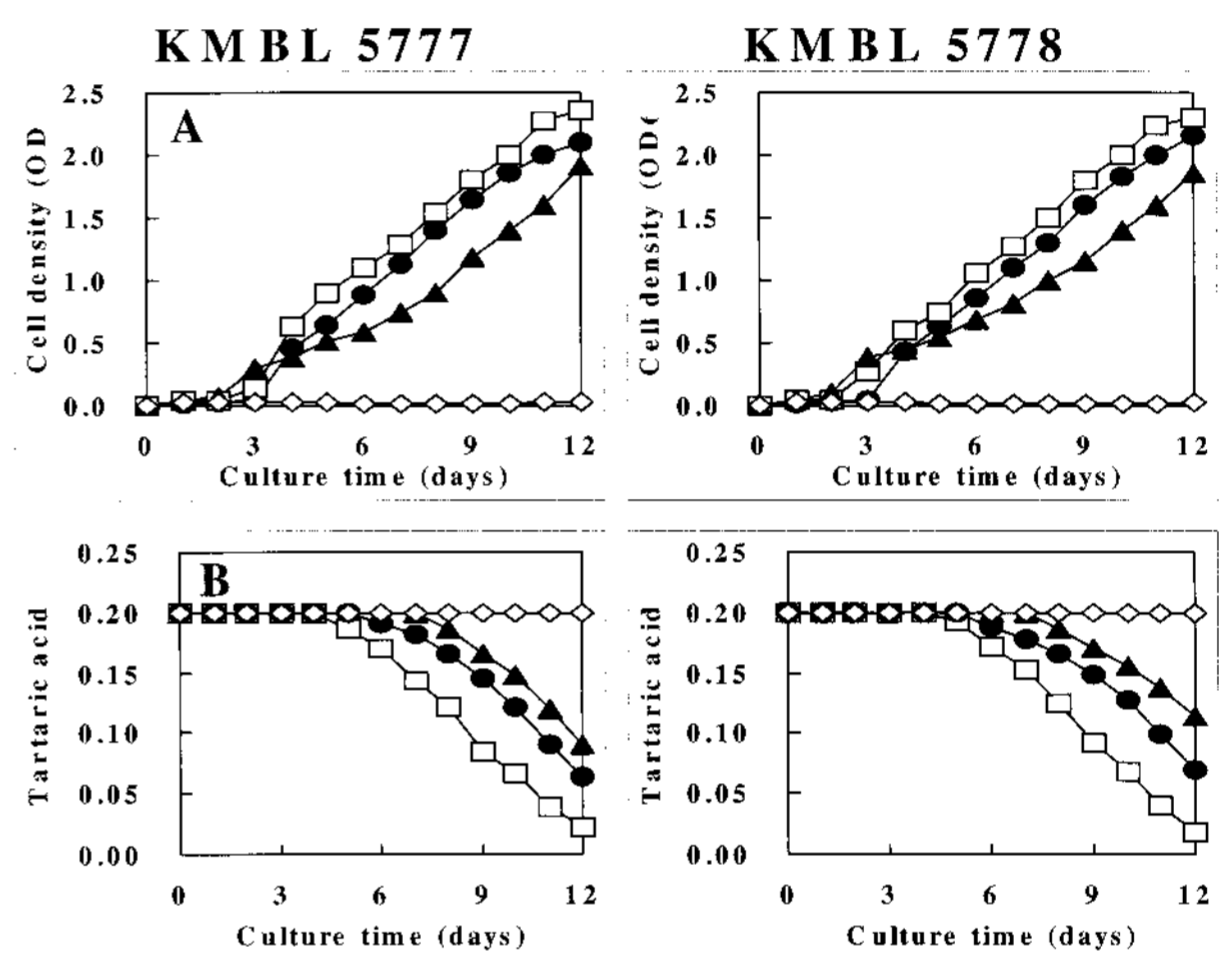 KMBL 5777
KMBL 5778
A
Cell density (OD
2.5
2.0
1.5
1.0
0.5
0.0
0 3 6 9 12
Culture time (days)
Cell density (OD(
2.5
2.0
1.5
1.0
0.5
0.0
0 3 6 9 12
Culture time (days)
B
Tartaric acid
0.25
0.20
0.15
0.10
0.05
0.00
0 3 6 9 12
Culture time (days)
Tartaric acid
0.25
0.20
0.15
0.10
0.05
0.00
0 3 6 9 12
Culture time (days)